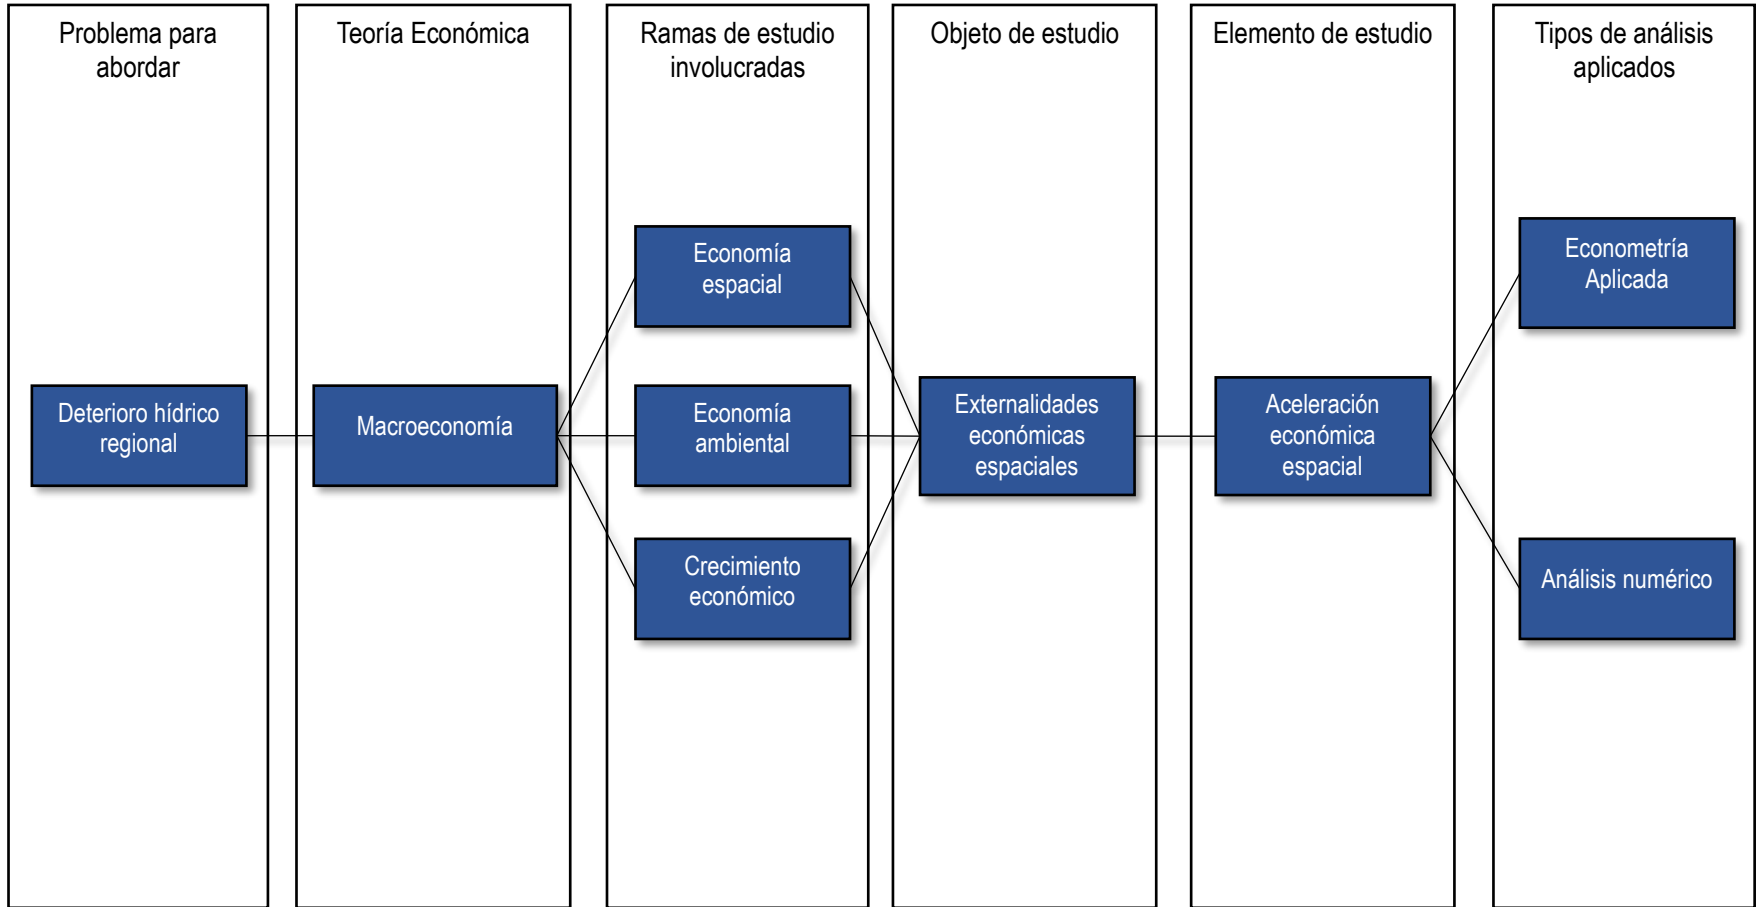 Problema para
abordar
Teoría Económica
Ramas de estudio
involucradas
Objeto de estudio
Elemento de estudio
Tipos de análisis
aplicados
Deterioro hídrico
regional
Macroeconomía
Economía
espacial
Economía
ambiental
Crecimiento
económico
Externalidades
económicas
espaciales
Aceleración
económica
espacial
Econometría
Aplicada
Análisis numérico